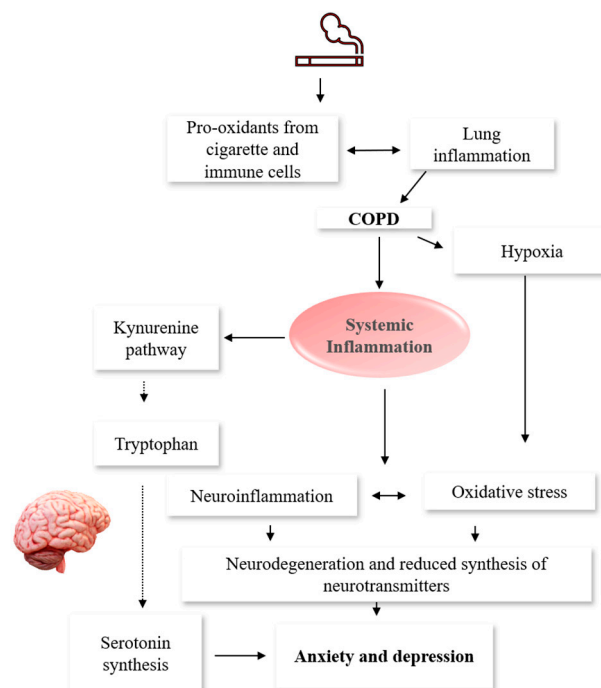 Pro-oxidants from
cigarette and
immune cells
Lung
inflammation
COPD
Hypoxia
Systemic
Inflammation
Kynurenine
pathway
Tryptophan
Neuroinflammation
Oxidative stress
Neurodegeneration and reduced synthesis of
neurotransmitters
Serotonin
synthesis
Anxiety and depression